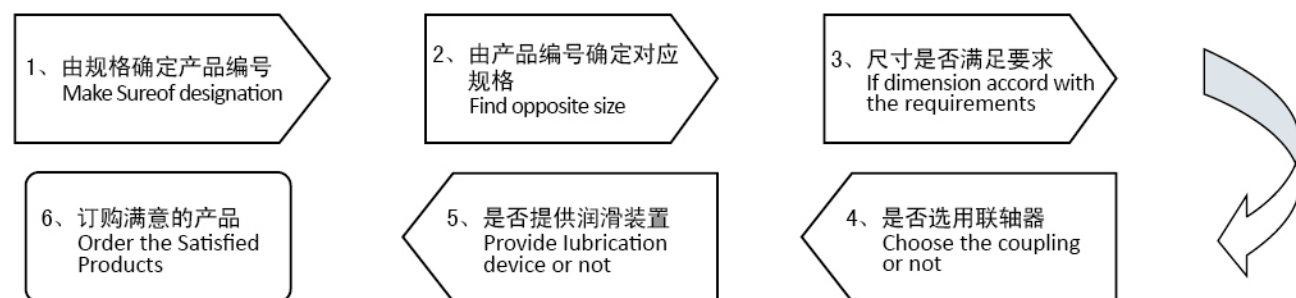 1、由规格确定产品编号
Make Sureof designation
2、由产品编号确定对应
规格
Find opposite size
3、尺寸是否满足要求
If dimension accord with
the requirements
4、是否选用联轴器
Choose the coupling
or not
5、是否提供润滑装置
Provide Iubrication
device or not
6、订购满意的产品
Order the Satisfied
Products